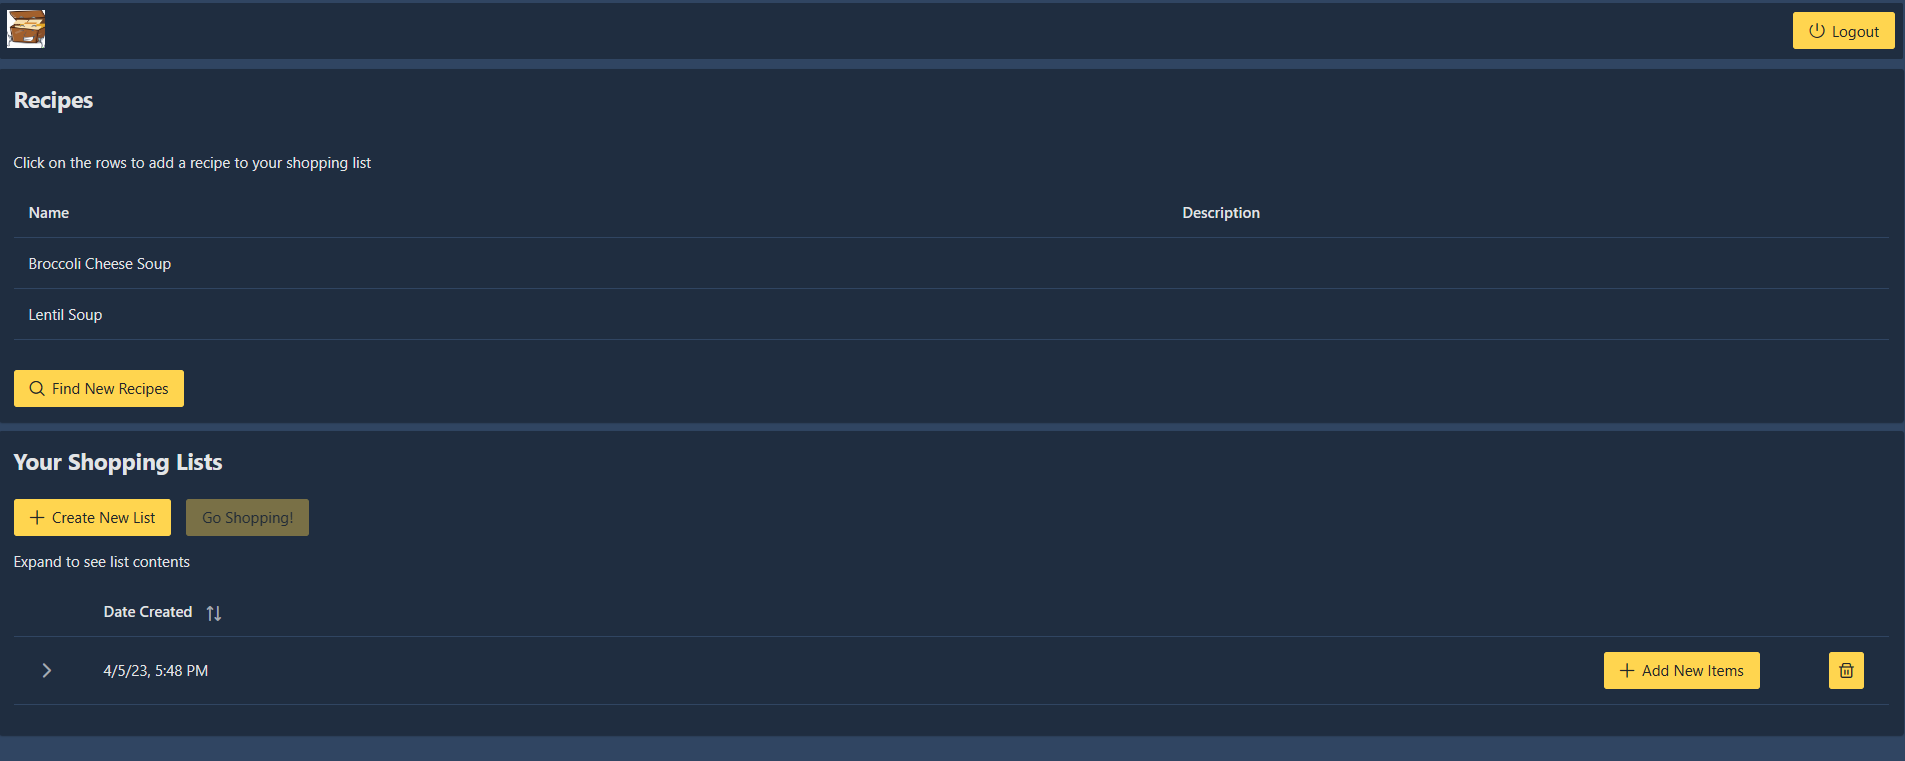 Logout
Recipes
Click on the rows to add a recipe to your shopping list
Name Description
Broccoli Cheese Soup
Lentil Soup
Find New Recipes
Your Shopping Lists
Create New List Go Shopping!
Expand to see list contents
Date Created
4/5/23, 5:48 PM Add New Items